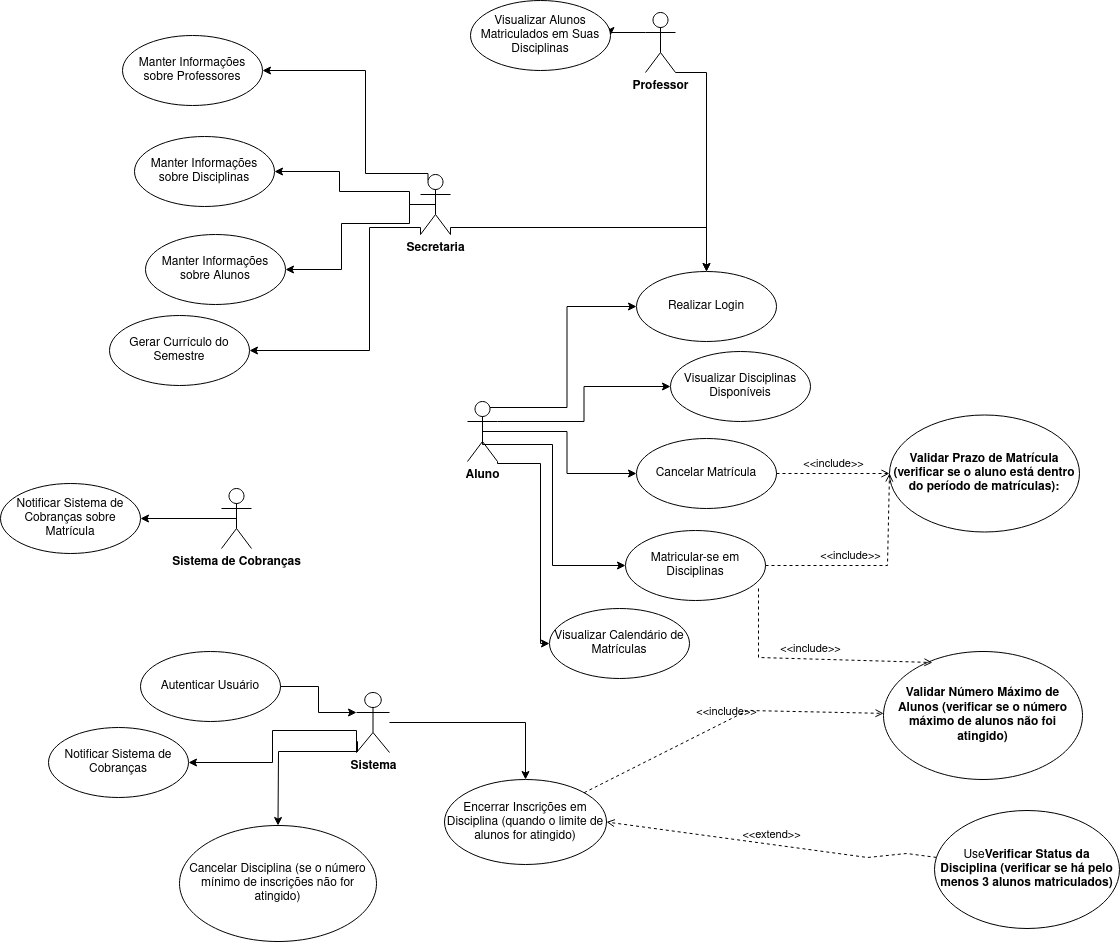 Visualizar Alunos
Matriculados em Suas
Disciplinas
Professor
Manter Informações
sobre Professores
Manter Informações
sobre Disciplinas
Secretaria
Manter Informações
sobre Alunos
Gerar Currículo do
Semestre
Realizar Login
Visualizar Disciplinas
Disponíveis
Aluno
Cancelar Matrícula
<<include>>
Validar Prazo de Matrícula
(verificar se o aluno está dentro
do período de matrículas):
Notificar Sistema de
Cobranças sobre
Matrícula
Sistema de Cobranças
Matricular-se em
Disciplinas
<<include>>
Visualizar Calendário de
Matrículas
<<include>>
Autenticar Usuário
Validar Número Máximo de
Alunos (verificar se o número
máximo de alunos não foi
atingido)
<<include>>
Notificar Sistema de
Cobranças
Sistema
Encerrar Inscrições em
Disciplina (quando o limite de
alunos for atingido)
<<extend>>
UseVerificar Status da
Disciplina (verificar se há pelo
menos 3 alunos matriculados)
Cancelar Disciplina (se o número
mínimo de inscrições não for
atingido)